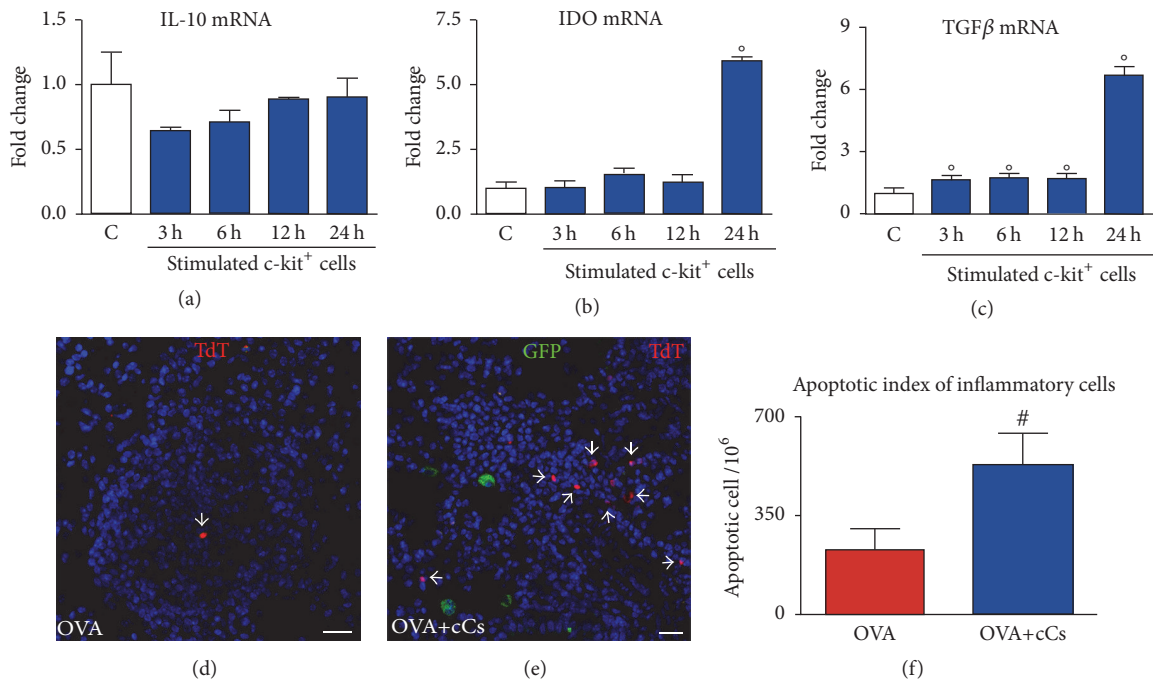 IL-10 mRNA
Fold change
1.5
1.0
0.5
0.0
C 3 h 6 h 12 h 24 h
Stimulated c-kit⁺ cells
(a)
IDO mRNA
Fold change
7.5
5.0
2.5
0.0
°
C 3 h 6 h 12 h 24 h
Stimulated c-kit⁺ cells
(b)
TGFβ mRNA
Fold change
9
6
3
0
° ° ° °
C 3 h 6 h 12 h 24 h
Stimulated c-kit⁺ cells
(c)
TdT
OVA
(d)
GFP TdT
OVA+cCs
(e)
Apoptotic index of inflammatory cells
Apoptotic cell /10⁶
700
350
0
#
OVA OVA+cCs
(f)